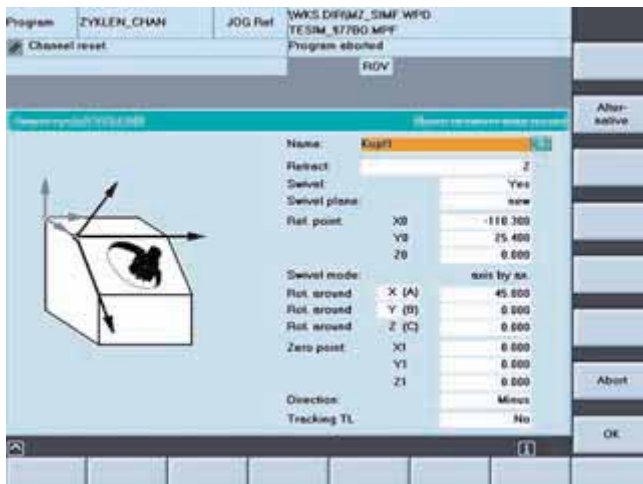 Program ZYKLEN_CHAN JOG Ref \WKS.DIR\MZ_SIMF.WPD
TESIM_S77BO.MPF
Channel reset Program aborted
ROV
Alter-
native
Name: Kupf1
Retract: Z
Swivel: Yes
Swivel plane: new
Ref. point X0 -118.300
Y0 25.400
Z0 0.000
Swivel mode: axis by ax.
Rot. around X (A) 45.000
Rot. around Y (B) 0.000
Rot. around Z (C) 0.000
Zero point X1 0.000
Y1 0.000
Z1 0.000
Direction: Minus
Tracking TL No
Abort
OK